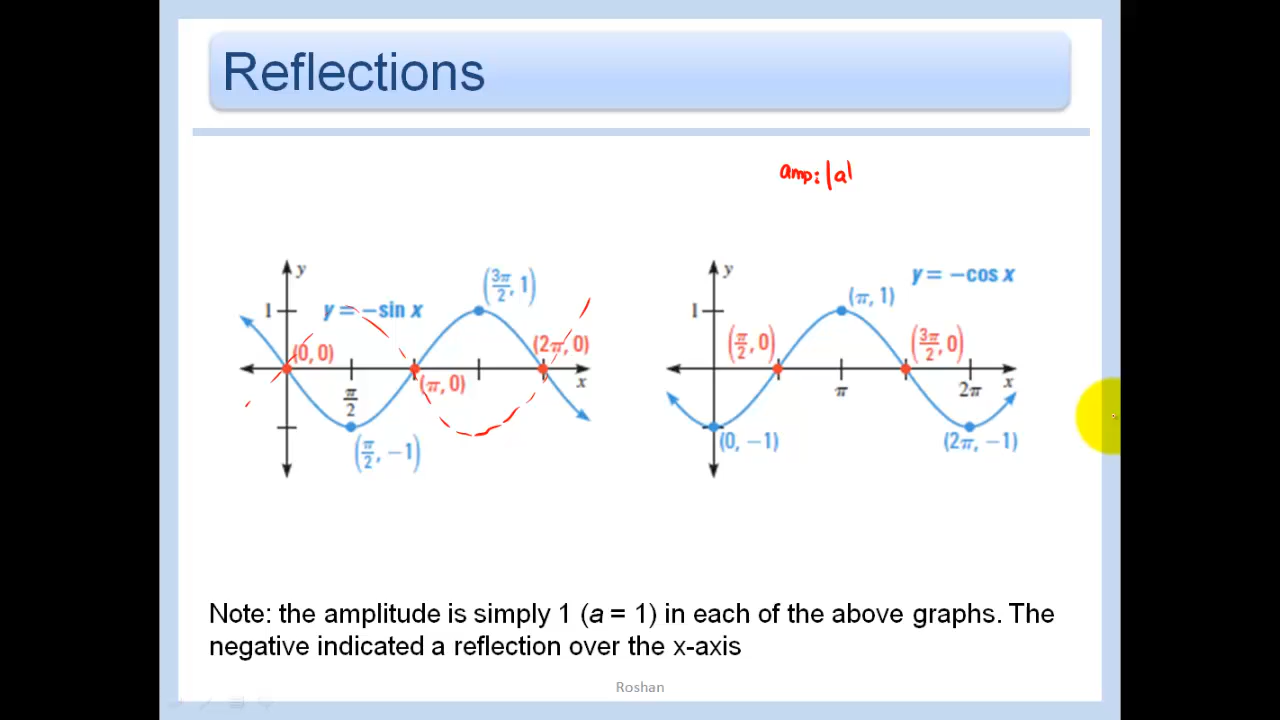 Reflections
amp: |a|
y
1
y = -sin x
(3π/2, 1)
(0, 0)
(2π, 0)
π/2
(π, 0)
x
(π/2, -1)
y
1
y = -cos x
(π, 1)
(π/2, 0)
(3π/2, 0)
π
2π
x
(0, -1)
(2π, -1)
Note: the amplitude is simply 1 (a = 1) in each of the above graphs. The
negative indicated a reflection over the x-axis
Roshan